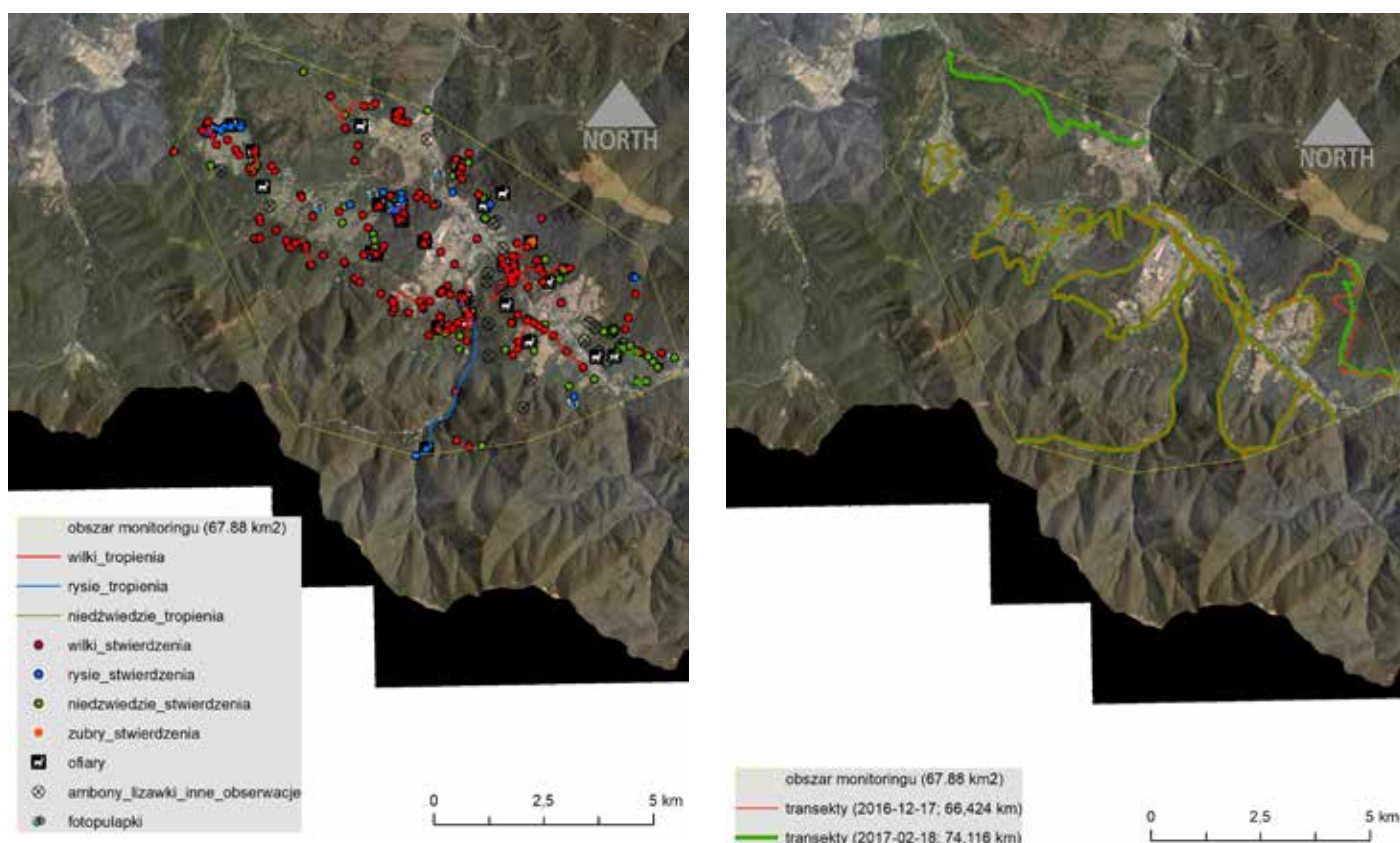 NORTH
obszar monitoringu (67.88 km2)
wilki_tropienia
rysie_tropienia
niedźwiedzie_tropienia
wilki_stwierdzenia
rysie_stwierdzenia
niedzwiedzie_stwierdzenia
zubry_stwierdzenia
ofiary
ambony_lizawki_inne_obserwacje
fotopulapki
0 2,5 5 km
NORTH
obszar monitoringu (67.88 km2)
transekty (2016-12-17; 66,424 km)
transekty (2017-02-18; 74,116 km)
0 2,5 5 km